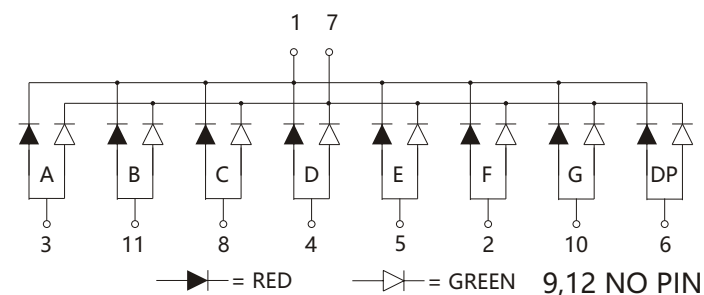 1 7
A B C D E F G DP
3 11 8 4 5 2 10 6
= RED = GREEN 9,12 NO PIN